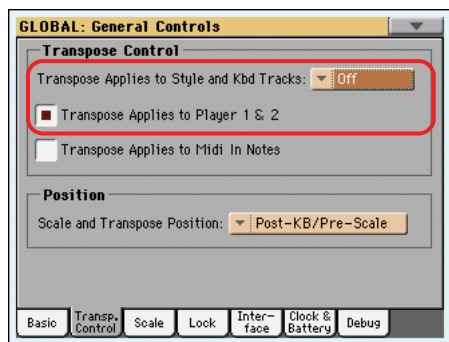 GLOBAL: General Controls
Transpose Control
Transpose Applies to Style and Kbd Tracks: Off
Transpose Applies to Player 1 & 2
Transpose Applies to Midi In Notes
Position
Scale and Transpose Position: Post-KB/Pre-Scale
Basic Transp. Control Scale Lock Inter-face Clock & Battery Debug